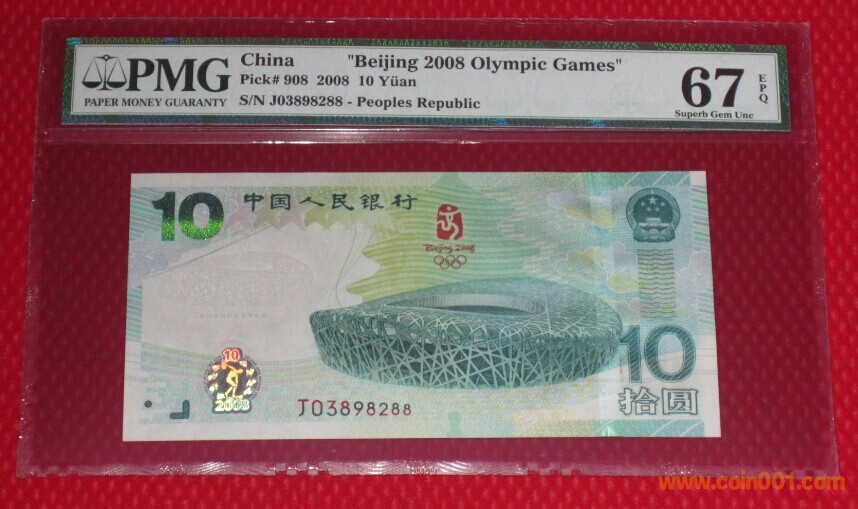 PMG
PAPER MONEY GUARANTY
China "Beijing 2008 Olympic Games"
Pick# 908 2008 10 Yüan
S/N J03898288 - Peoples Republic
67
EPQ
Superb Gem Unc
10 中国人民银行
Beijing 2008
10
拾圆
10
2008
J03898288
www.coin001.com